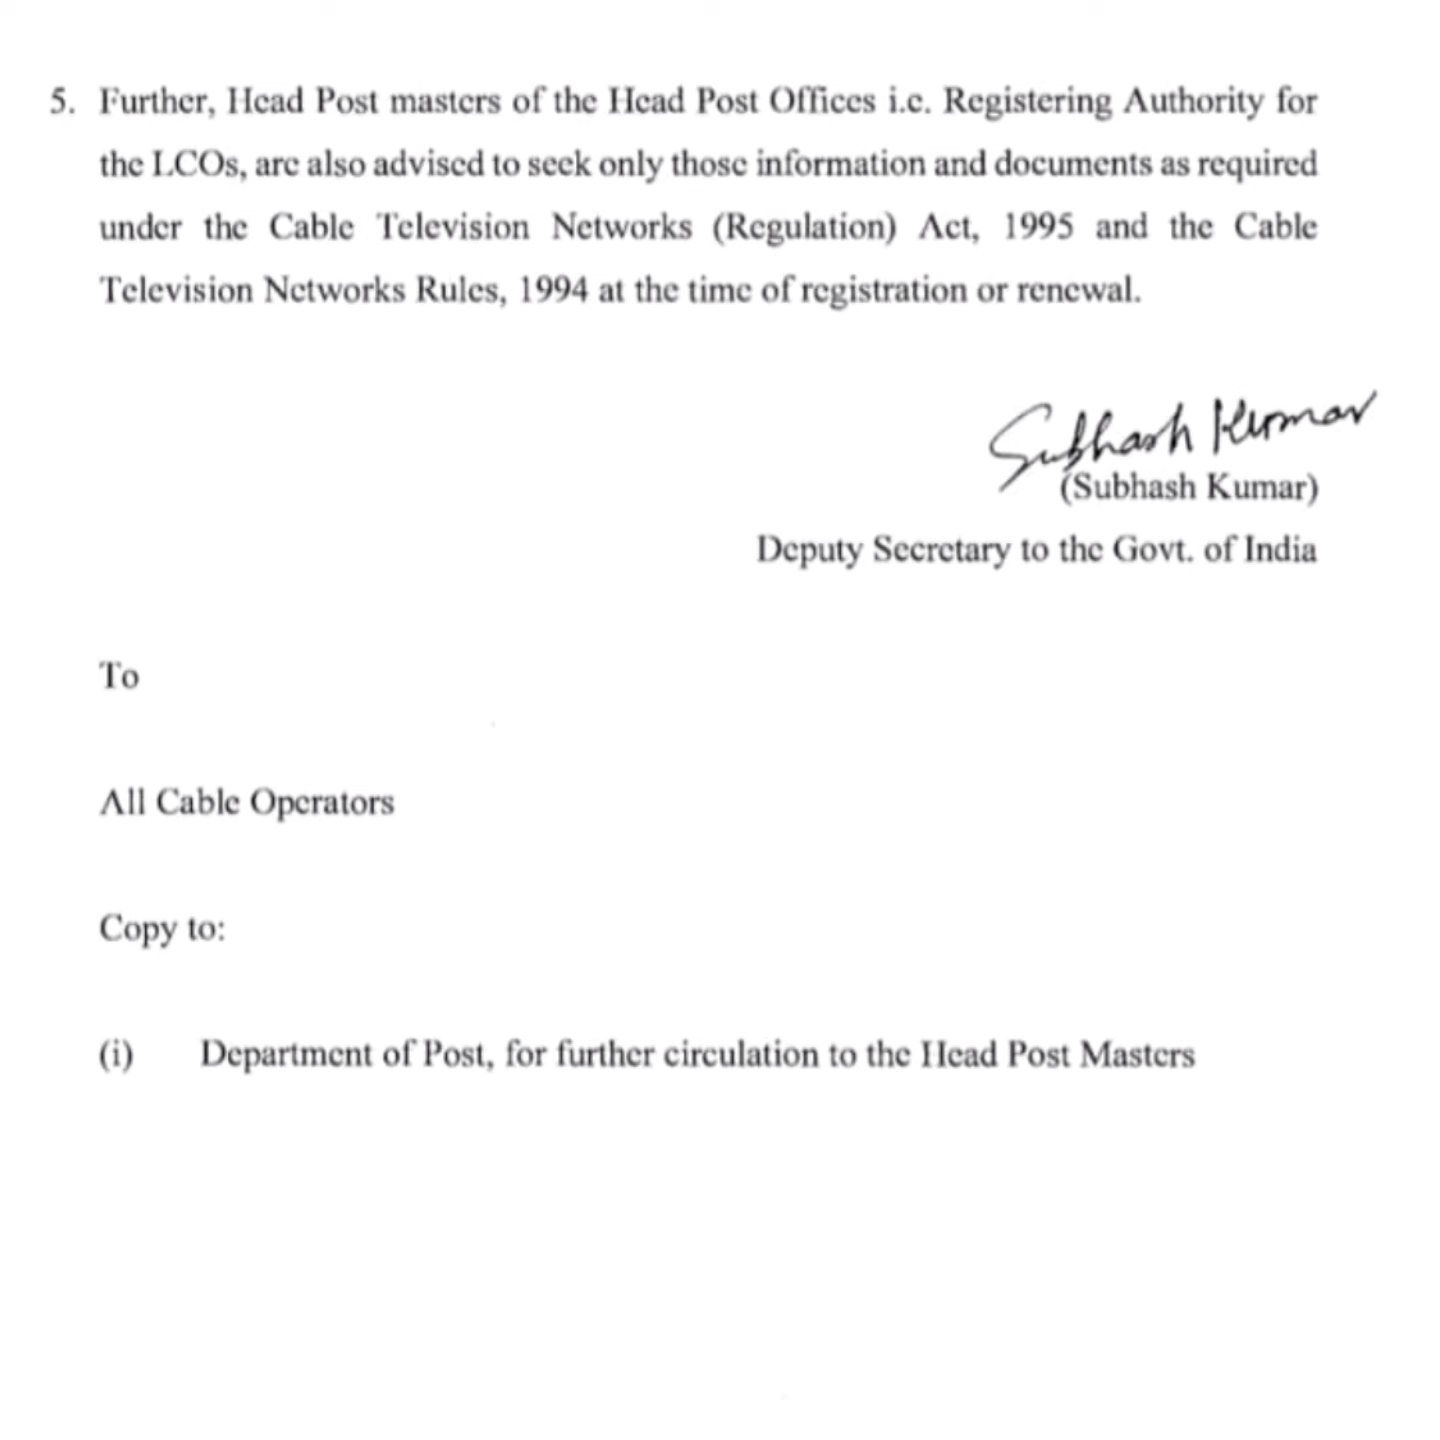 5. Further, Head Post masters of the Head Post Offices i.e. Registering Authority for
the LCOs, are also advised to seek only those information and documents as required
under the Cable Television Networks (Regulation) Act, 1995 and the Cable
Television Networks Rules, 1994 at the time of registration or renewal.
Subhash Kumar
(Subhash Kumar)
Deputy Secretary to the Govt. of India
To
All Cable Operators
Copy to:
(i) Department of Post, for further circulation to the Head Post Masters